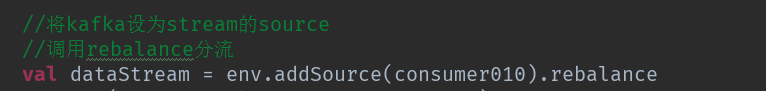 //将kafka设为stream的source
//调用rebalance分流
val dataStream = env.addSource(consumer010).rebalance